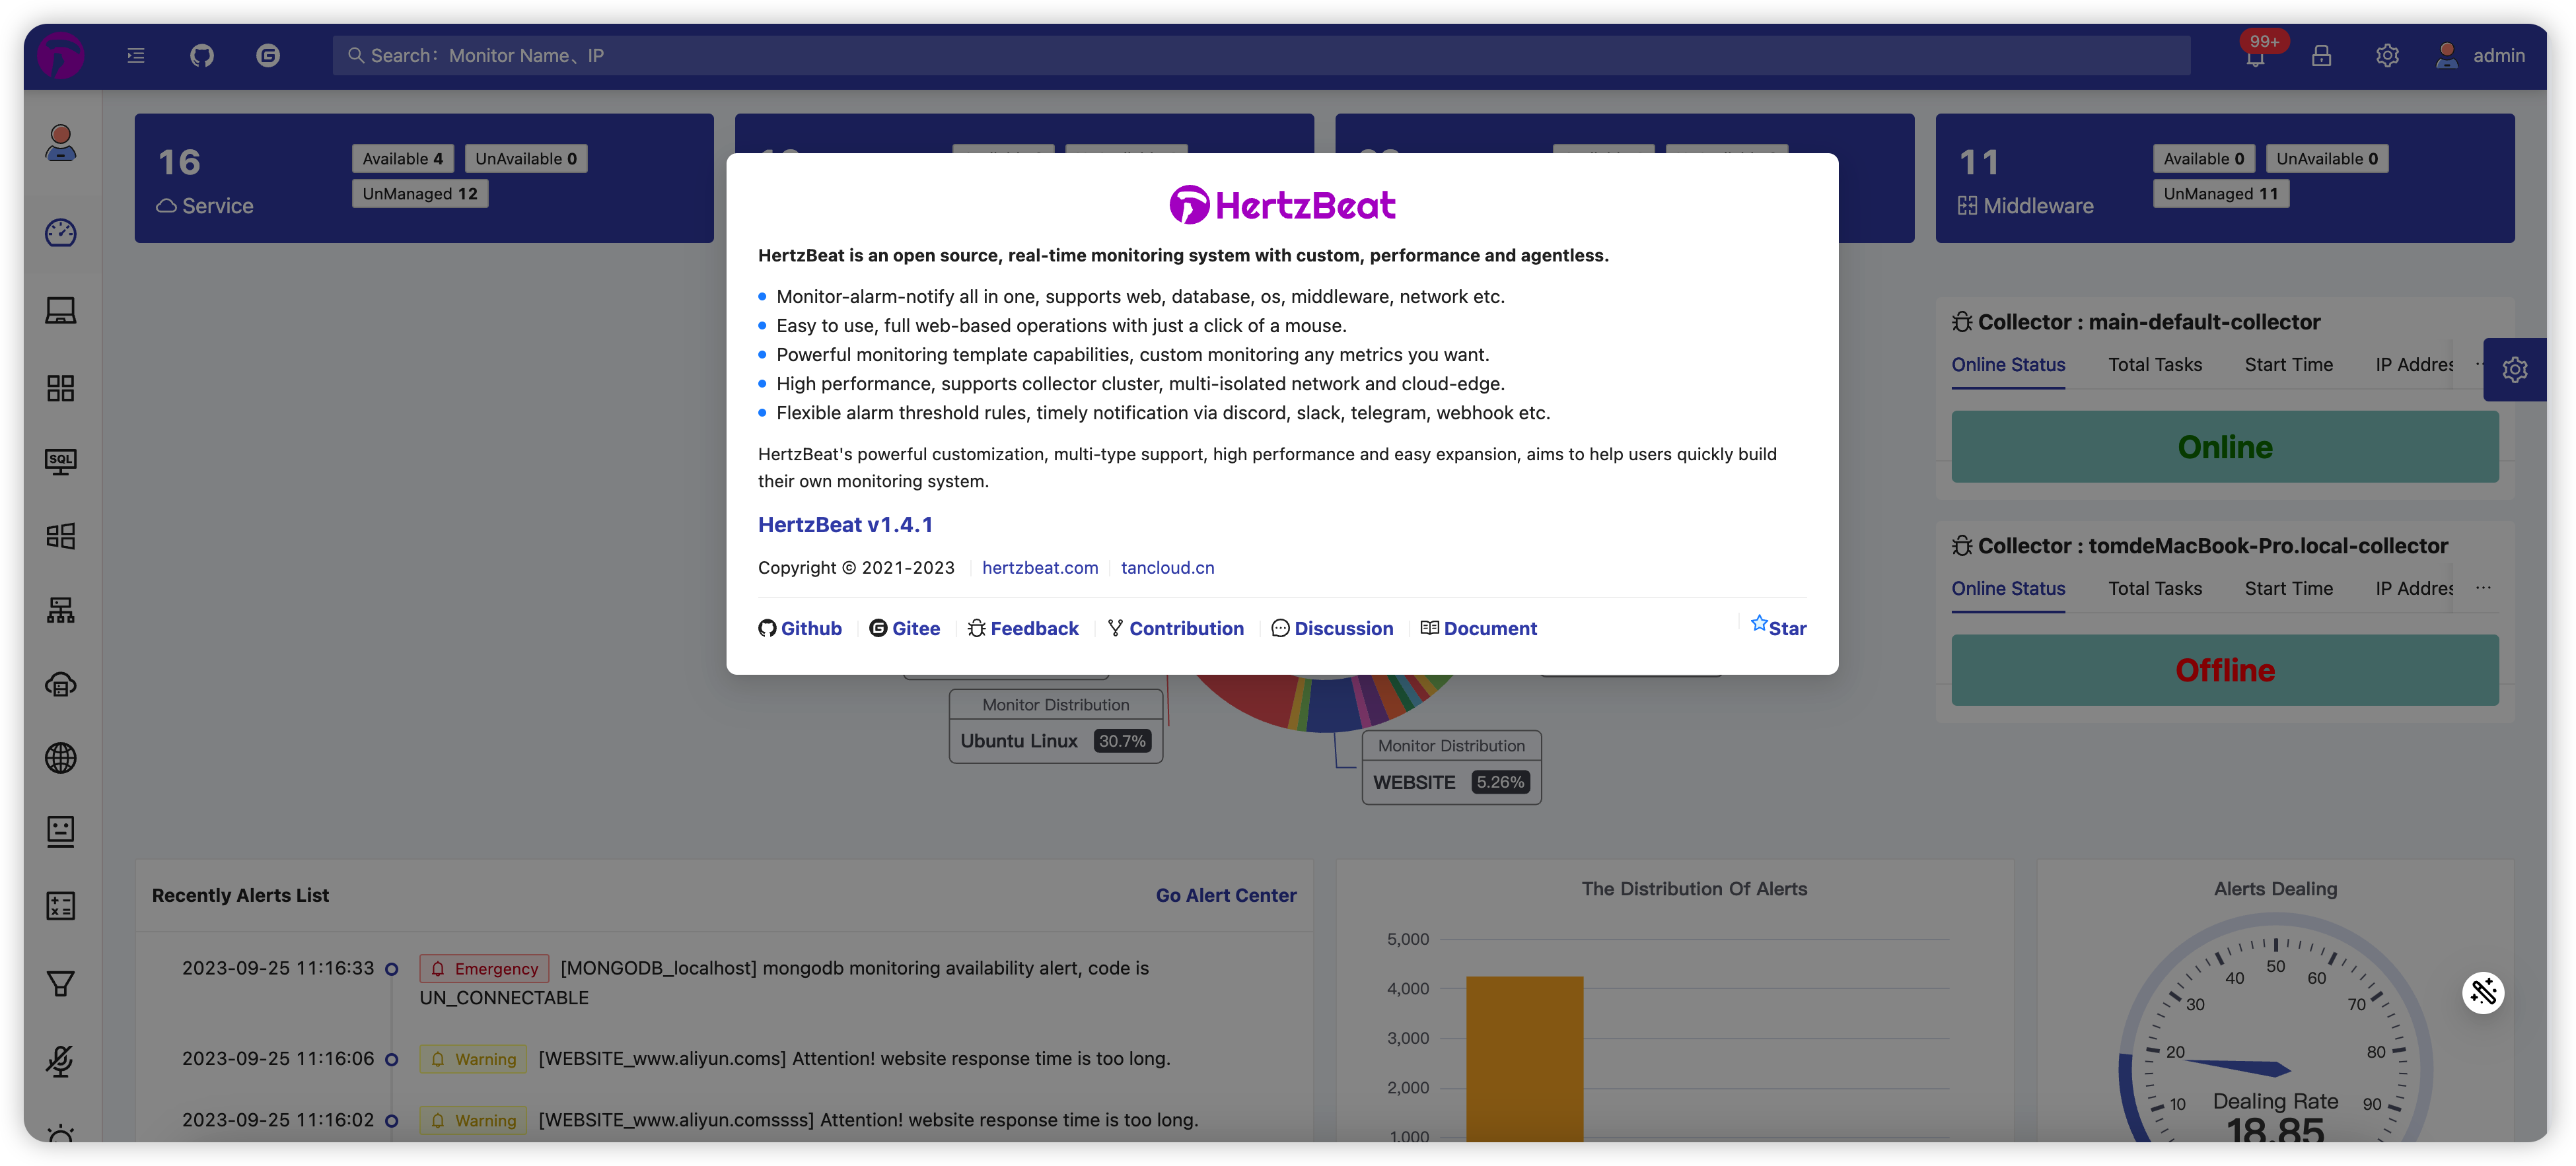 Search: Monitor Name、IP
99+
admin
16
Service
Available 4
UnAvailable 0
UnManaged 12
11
Middleware
Available 0
UnAvailable 0
UnManaged 11
HertzBeat
HertzBeat is an open source, real-time monitoring system with custom, performance and agentless.
Monitor-alarm-notify all in one, supports web, database, os, middleware, network etc.
Easy to use, full web-based operations with just a click of a mouse.
Powerful monitoring template capabilities, custom monitoring any metrics you want.
High performance, supports collector cluster, multi-isolated network and cloud-edge.
Flexible alarm threshold rules, timely notification via discord, slack, telegram, webhook etc.
HertzBeat's powerful customization, multi-type support, high performance and easy expansion, aims to help users quickly build
their own monitoring system.
HertzBeat v1.4.1
Copyright © 2021-2023 hertzbeat.com tancloud.cn
Github Gitee Feedback Contribution Discussion Document Star
SQL
Collector : main-default-collector
Online Status Total Tasks Start Time IP Addres ...
Online
Collector : tomdeMacBook-Pro.local-collector
Online Status Total Tasks Start Time IP Addres ...
Offline
Monitor Distribution
Ubuntu Linux 30.7%
Monitor Distribution
WEBSITE 5.26%
Recently Alerts List
Go Alert Center
2023-09-25 11:16:33 Emergency [MONGODB_localhost] mongodb monitoring availability alert, code is
UN_CONNECTABLE
2023-09-25 11:16:06 Warning [WEBSITE_www.aliyun.coms] Attention! website response time is too long.
2023-09-25 11:16:02 Warning [WEBSITE_www.aliyun.comssss] Attention! website response time is too long.
The Distribution Of Alerts
5,000
4,000
3,000
2,000
1,000
Alerts Dealing
10
20
30
40
50
60
70
80
90
Dealing Rate
18.85